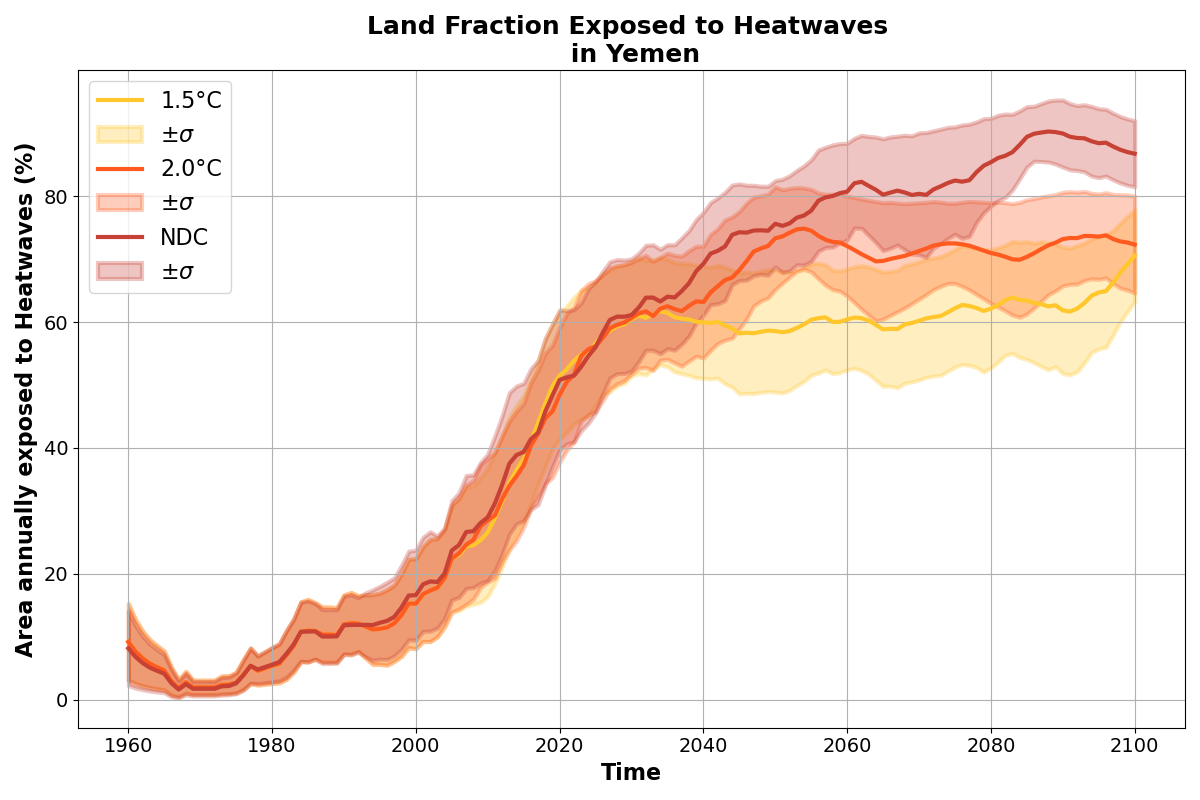 Land Fraction Exposed to Heatwaves
in Yemen
1.5°C
±σ
2.0°C
±σ
NDC
±σ
Area annually exposed to Heatwaves (%)
80
60
40
20
0
1960 1980 2000 2020 2040 2060 2080 2100
Time